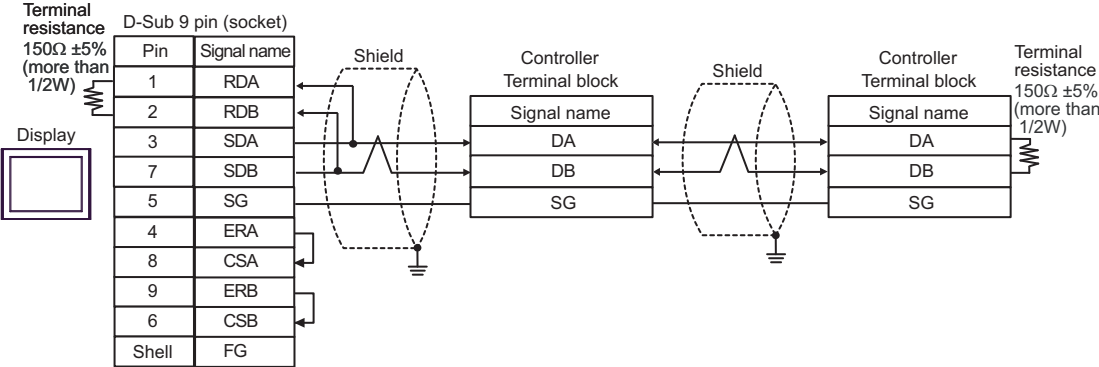 Terminal
resistance
150Ω ±5%
(more than
1/2W)
Display
D-Sub 9 pin (socket)
Pin Signal name
1 RDA
2 RDB
3 SDA
7 SDB
5 SG
4 ERA
8 CSA
9 ERB
6 CSB
Shell FG
Shield
Controller
Terminal block
Signal name
DA
DB
SG
Shield
Controller
Terminal block
Signal name
DA
DB
SG
Terminal
resistance
150Ω ±5%
(more than
1/2W)